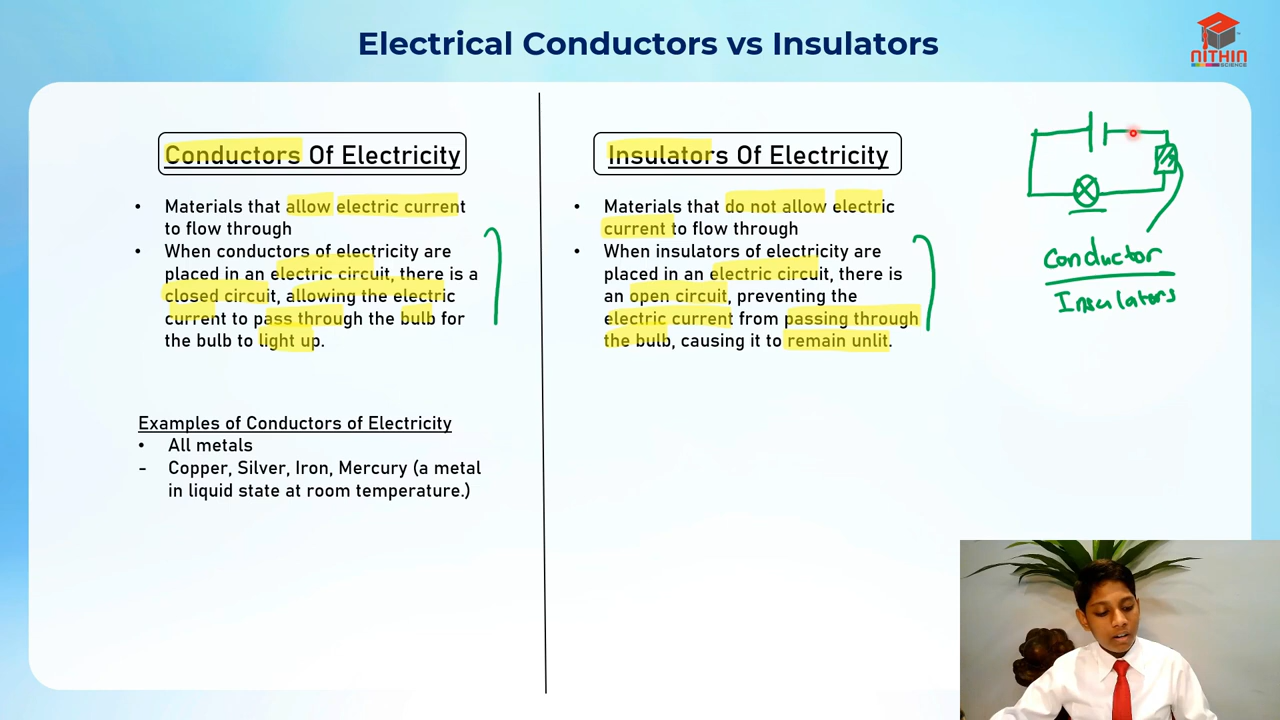 Electrical Conductors vs Insulators
NITHIN
SCIENCE
Conductors Of Electricity
• Materials that allow electric current
to flow through
• When conductors of electricity are
placed in an electric circuit, there is a
closed circuit, allowing the electric
current to pass through the bulb for
the bulb to light up.
Examples of Conductors of Electricity
• All metals
- Copper, Silver, Iron, Mercury (a metal
in liquid state at room temperature.)
Insulators Of Electricity
• Materials that do not allow electric
current to flow through
• When insulators of electricity are
placed in an electric circuit, there is
an open circuit, preventing the
electric current from passing through
the bulb, causing it to remain unlit.
Conductor
Insulators